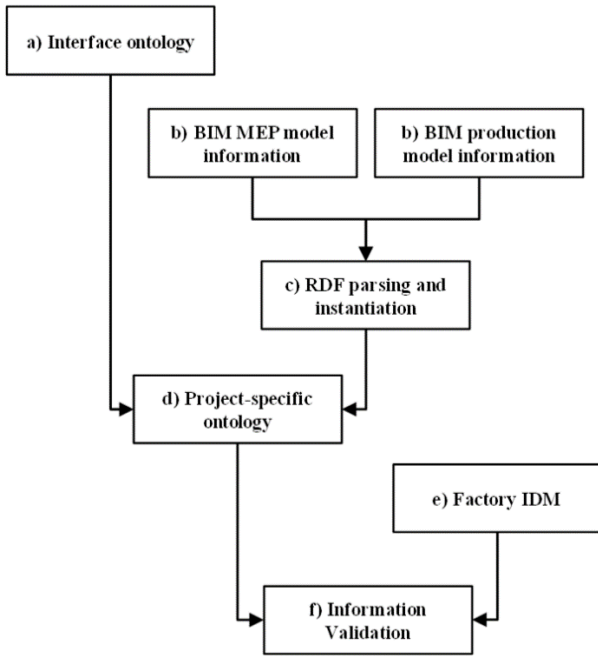 a) Interface ontology
b) BIM MEP model
information
b) BIM production
model information
c) RDF parsing and
instantiation
d) Project-specific
ontology
e) Factory IDM
f) Information
Validation